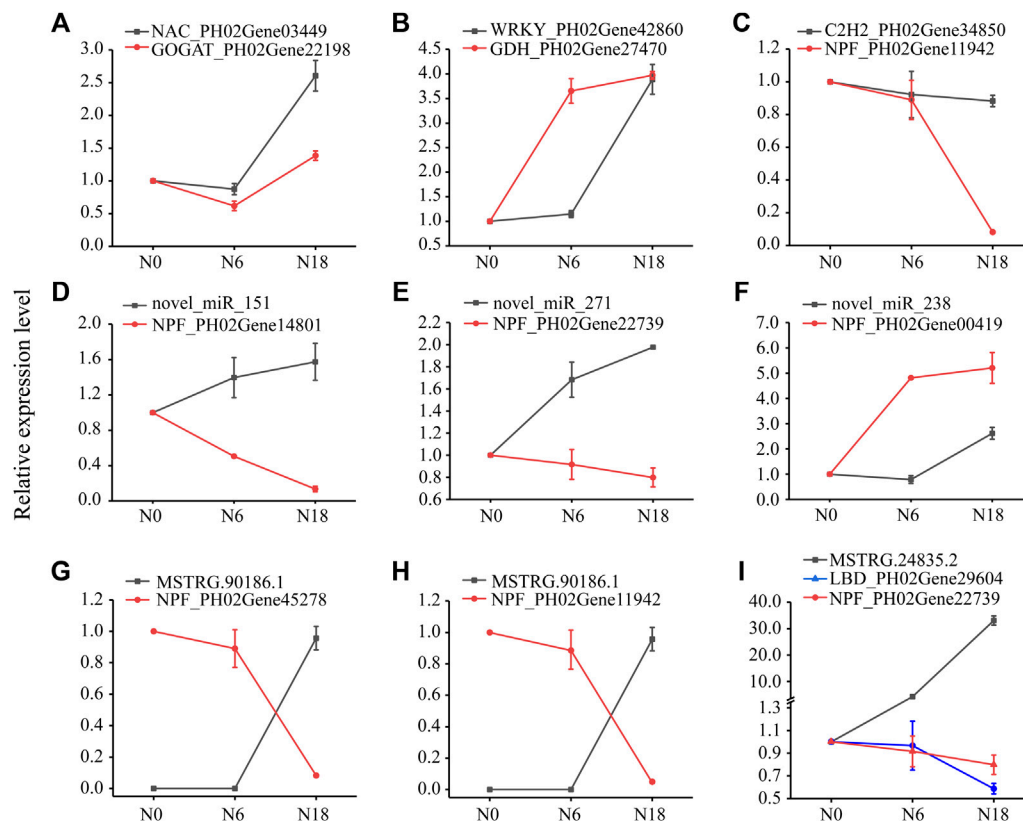 Relative expression level
A
NAC_PH02Gene03449
GOGAT_PH02Gene22198
3.0
2.5
2.0
1.5
1.0
0.5
0.0
N0 N6 N18
B
WRKY_PH02Gene42860
GDH_PH02Gene27470
4.5
4.0
3.5
3.0
2.5
2.0
1.5
1.0
0.5
N0 N6 N18
C
C2H2_PH02Gene34850
NPF_PH02Gene11942
1.2
1.0
0.8
0.6
0.4
0.2
0.0
N0 N6 N18
D
novel_miR_151
NPF_PH02Gene14801
2.0
1.6
1.2
0.8
0.4
0.0
N0 N6 N18
E
novel_miR_271
NPF_PH02Gene22739
2.2
2.0
1.8
1.6
1.4
1.2
1.0
0.8
0.6
N0 N6 N18
F
novel_miR_238
NPF_PH02Gene00419
7.0
6.0
5.0
4.0
3.0
2.0
1.0
0.0
N0 N6 N18
G
MSTRG.90186.1
NPF_PH02Gene45278
1.2
1.0
0.8
0.6
0.4
0.2
0.0
N0 N6 N18
H
MSTRG.90186.1
NPF_PH02Gene11942
1.2
1.0
0.8
0.6
0.4
0.2
0.0
N0 N6 N18
I
MSTRG.24835.2
LBD_PH02Gene29604
NPF_PH02Gene22739
40.0
30.0
20.0
10.0
1.3
1.1
0.9
0.7
0.5
N0 N6 N18